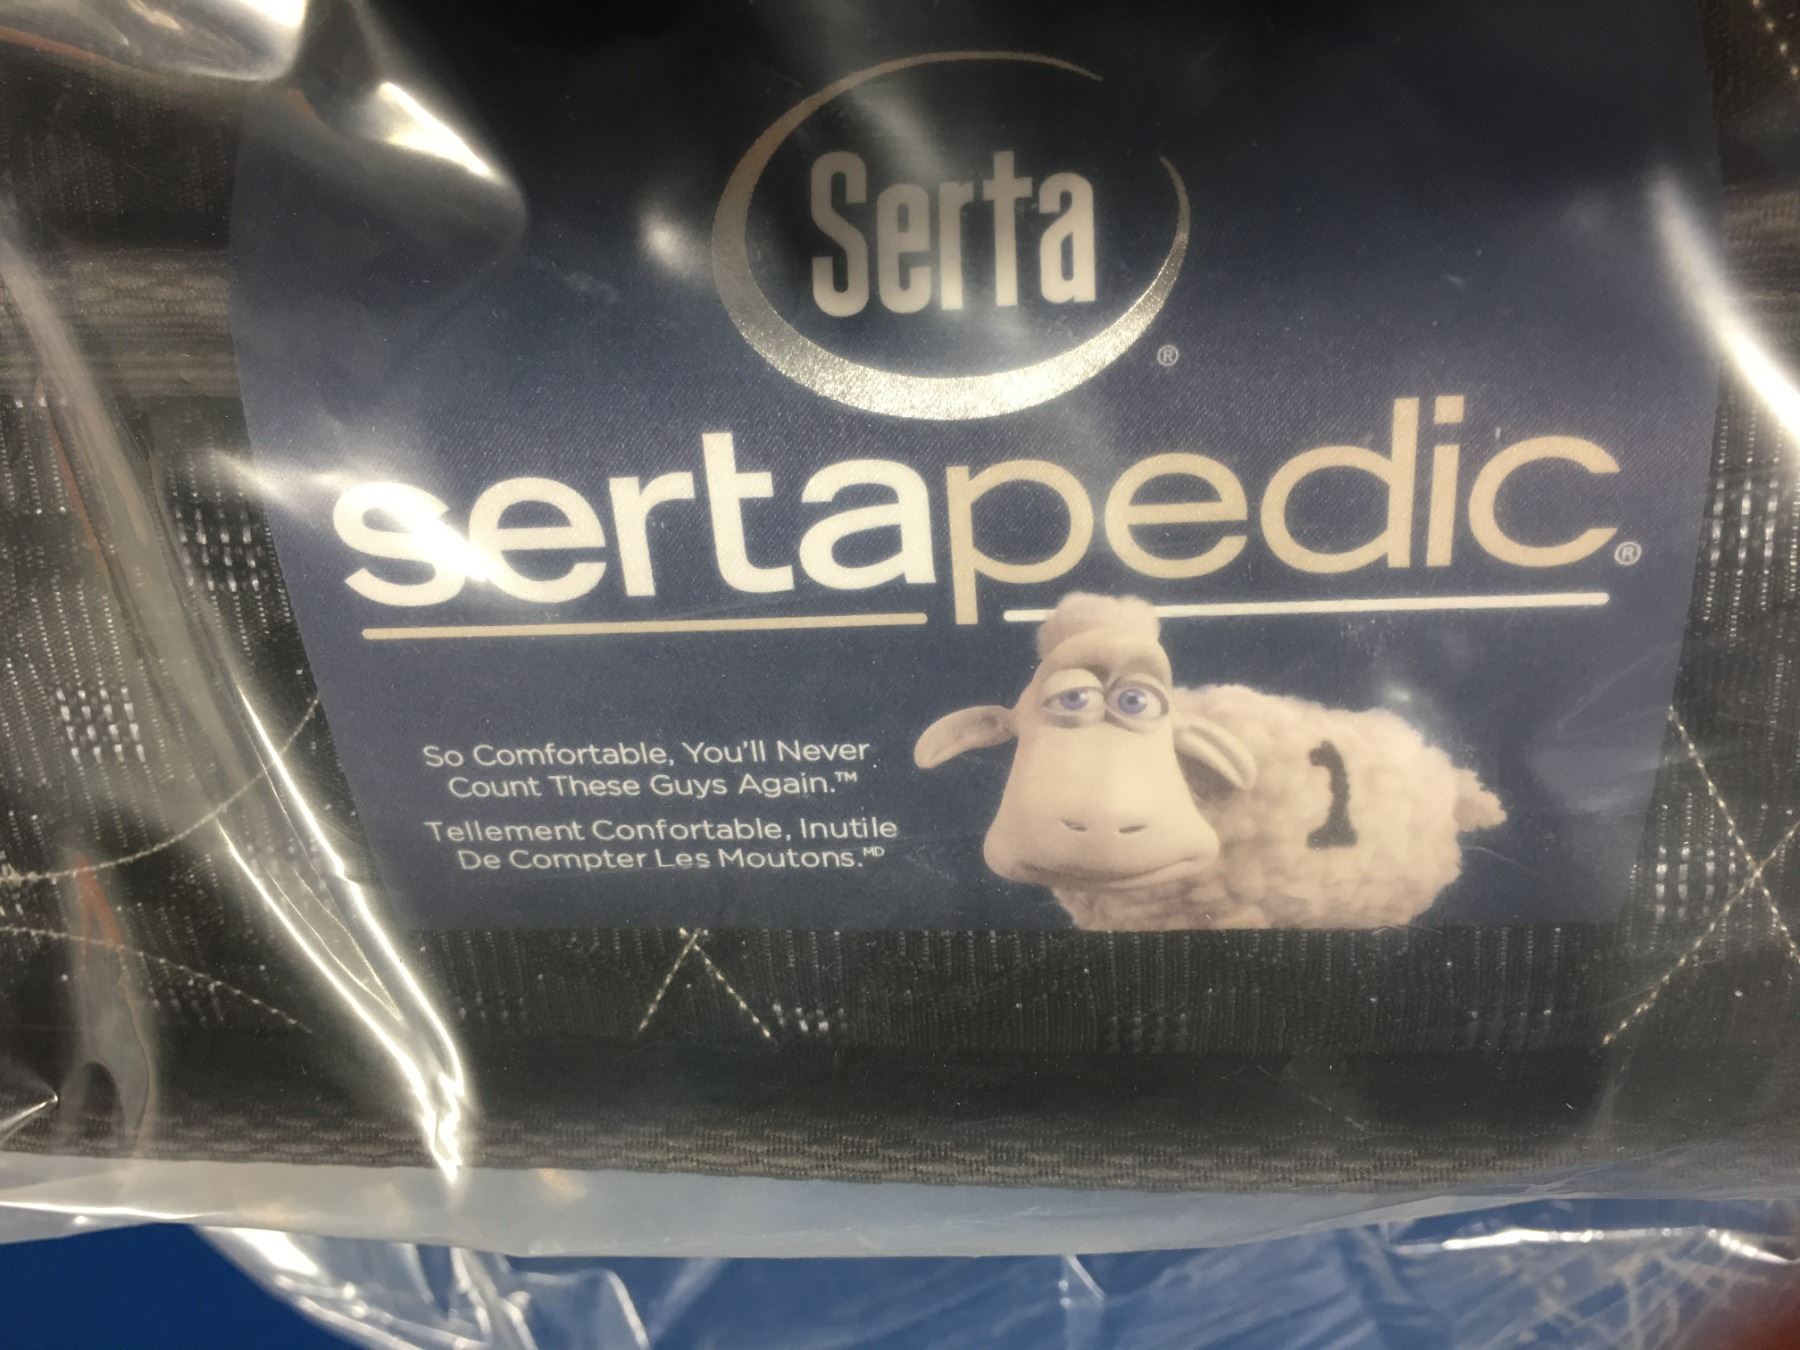 Serta
®
sertapedic®
So Comfortable, You'll Never
Count These Guys Again.™
Tellement Confortable, Inutile
De Compter Les Moutons.MD
1